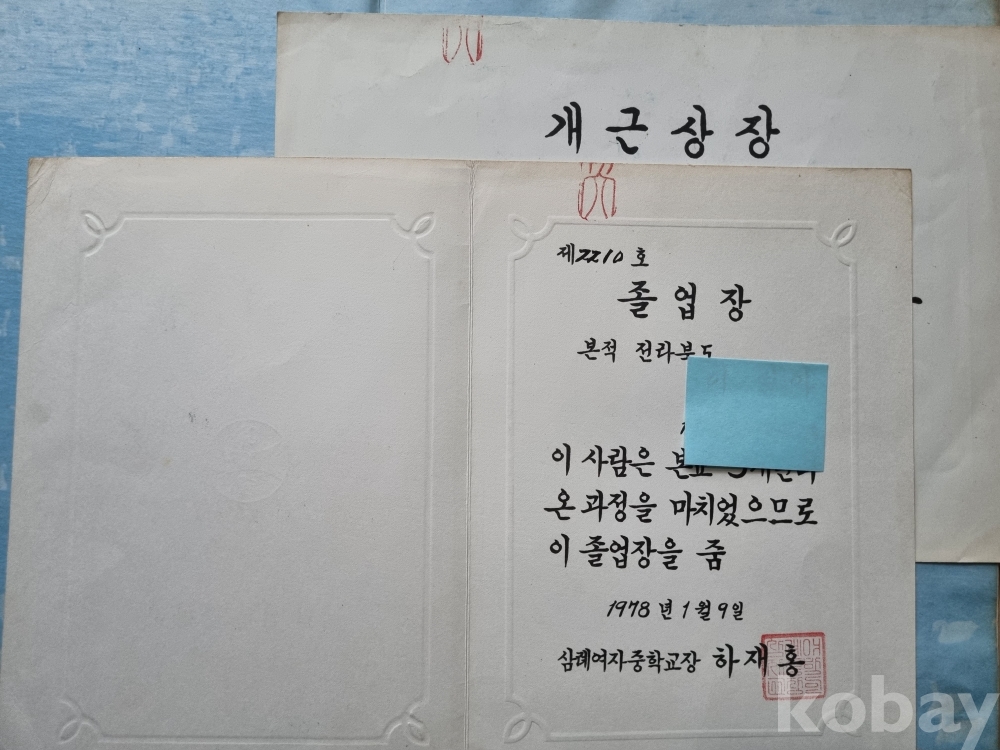 개근상장
제2210호
졸업장
본적 전라북도
이 사람은 본교
온 과정을 마치었으므로
이 졸업장을 줌
1978년 1월 9일
삼례여자중학교장 하재홍
kobay